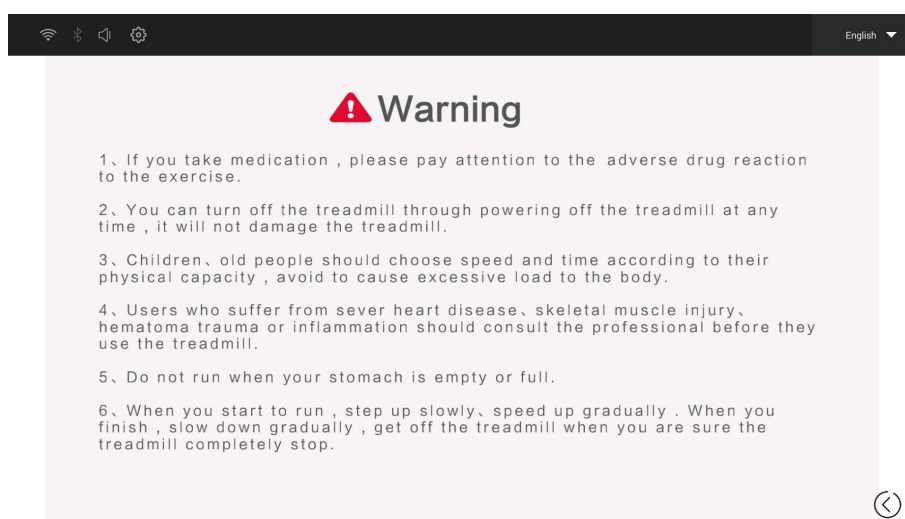 English
Warning
1、If you take medication , please pay attention to the adverse drug reaction
to the exercise.
2、You can turn off the treadmill through powering off the treadmill at any
time , it will not damage the treadmill.
3、Children、old people should choose speed and time according to their
physical capacity , avoid to cause excessive load to the body.
4、Users who suffer from sever heart disease、skeletal muscle injury、
hematoma trauma or inflammation should consult the professional before they
use the treadmill.
5、Do not run when your stomach is empty or full.
6、When you start to run , step up slowly、speed up gradually . When you
finish , slow down gradually , get off the treadmill when you are sure the
treadmill completely stop.